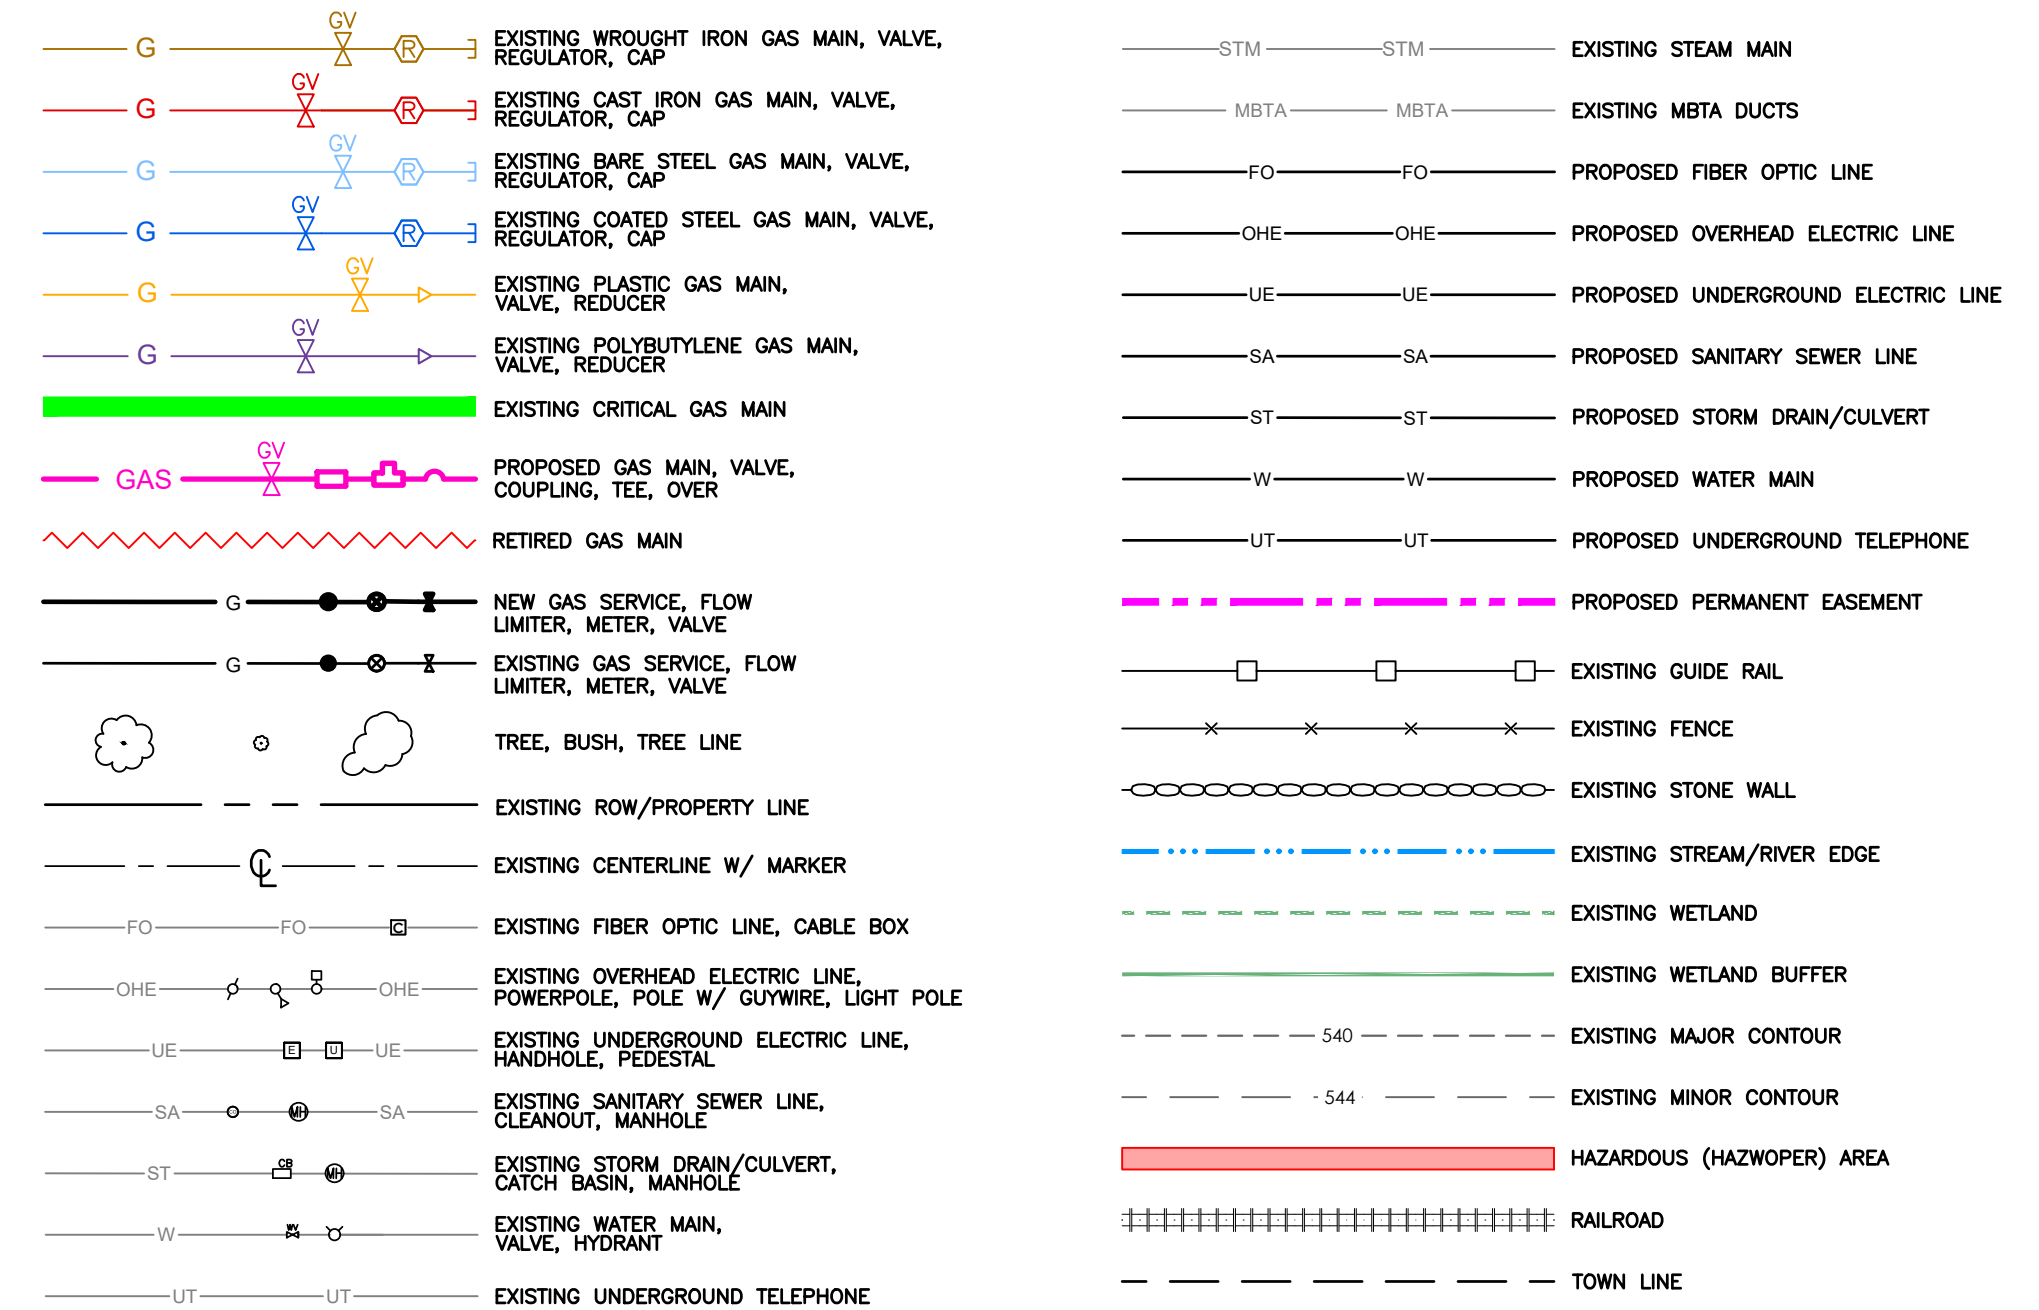 GV
G
R
EXISTING WROUGHT IRON GAS MAIN, VALVE,
REGULATOR, CAP
GV
G
R
EXISTING CAST IRON GAS MAIN, VALVE,
REGULATOR, CAP
GV
G
R
EXISTING BARE STEEL GAS MAIN, VALVE,
REGULATOR, CAP
GV
G
R
EXISTING COATED STEEL GAS MAIN, VALVE,
REGULATOR, CAP
GV
G
EXISTING PLASTIC GAS MAIN,
VALVE, REDUCER
GV
G
EXISTING POLYBUTYLENE GAS MAIN,
VALVE, REDUCER
EXISTING CRITICAL GAS MAIN
GV
GAS
PROPOSED GAS MAIN, VALVE,
COUPLING, TEE, OVER
RETIRED GAS MAIN
G
NEW GAS SERVICE, FLOW
LIMITER, METER, VALVE
G
EXISTING GAS SERVICE, FLOW
LIMITER, METER, VALVE
TREE, BUSH, TREE LINE
EXISTING ROW/PROPERTY LINE
EXISTING CENTERLINE W/ MARKER
FO FO C
EXISTING FIBER OPTIC LINE, CABLE BOX
OHE OHE
EXISTING OVERHEAD ELECTRIC LINE,
POWERPOLE, POLE W/ GUYWIRE, LIGHT POLE
UE E U UE
EXISTING UNDERGROUND ELECTRIC LINE,
HANDHOLE, PEDESTAL
SA MH SA
EXISTING SANITARY SEWER LINE,
CLEANOUT, MANHOLE
ST CB MH
EXISTING STORM DRAIN/CULVERT,
CATCH BASIN, MANHOLE
W WV
EXISTING WATER MAIN,
VALVE, HYDRANT
UT UT
EXISTING UNDERGROUND TELEPHONE
STM STM
EXISTING STEAM MAIN
MBTA MBTA
EXISTING MBTA DUCTS
FO FO
PROPOSED FIBER OPTIC LINE
OHE OHE
PROPOSED OVERHEAD ELECTRIC LINE
UE UE
PROPOSED UNDERGROUND ELECTRIC LINE
SA SA
PROPOSED SANITARY SEWER LINE
ST ST
PROPOSED STORM DRAIN/CULVERT
W W
PROPOSED WATER MAIN
UT UT
PROPOSED UNDERGROUND TELEPHONE
PROPOSED PERMANENT EASEMENT
EXISTING GUIDE RAIL
EXISTING FENCE
EXISTING STONE WALL
EXISTING STREAM/RIVER EDGE
EXISTING WETLAND
EXISTING WETLAND BUFFER
540
EXISTING MAJOR CONTOUR
544
EXISTING MINOR CONTOUR
HAZARDOUS (HAZWOPER) AREA
RAILROAD
TOWN LINE